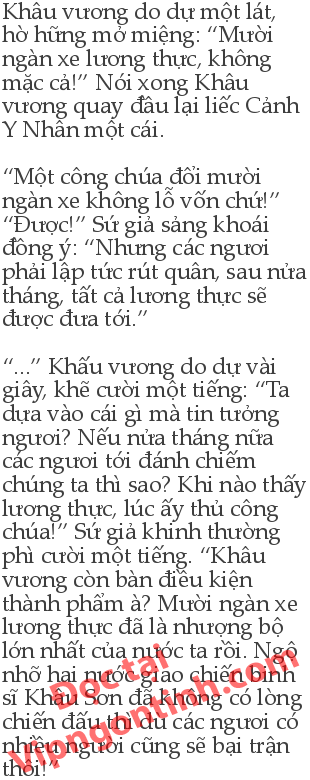 Khâu vương do dự một lát,
hờ hững mở miệng: “Mười
ngàn xe lương thực, không
mặc cả!” Nói xong Khâu
vương quay đầu lại liếc Cảnh
Y Nhân một cái.

“Một công chúa đổi mười
ngàn xe không lỗ vốn chứ!”
“Được!” Sứ giả sảng khoái
đồng ý: “Nhưng các ngươi
phải lập tức rút quân, sau nửa
tháng, tất cả lương thực sẽ
được đưa tới.”

“...” Khấu vương do dự vài
giây, khẽ cười một tiếng: “Ta
dựa vào cái gì mà tin tưởng
ngươi? Nếu nửa tháng nữa
các ngươi tới đánh chiếm
chúng ta thì sao? Khi nào thấy
lương thực, lúc ấy thủ công
chúa!” Sứ giả khinh thường
phì cười một tiếng. “Khâu
vương còn bàn điều kiện
thành phẩm à? Mười ngàn xe
lương thực đã là nhượng bộ
lớn nhất của nước ta rồi. Ngộ
nhỡ hai nước giao chiến, binh
sĩ Khâu Sơn đã không có lòng
chiến đấu thì dù các ngươi có
nhiều người cũng sẽ bại trận
thôi!”
Đọc tại
Vipngontinh.com